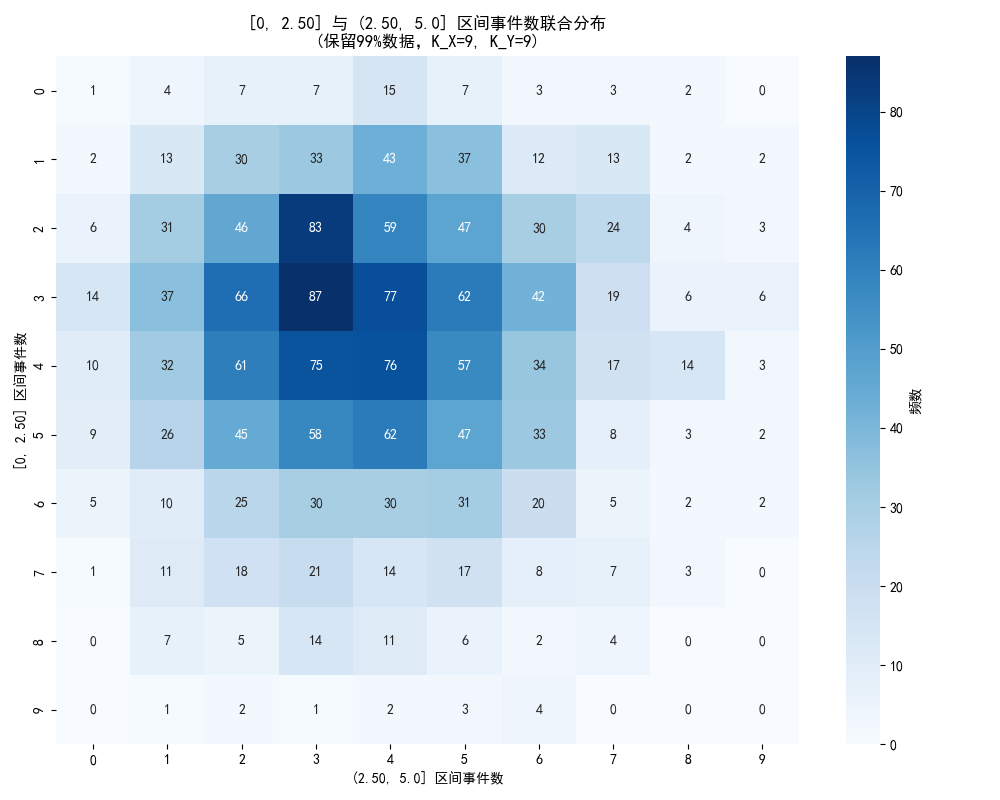 [0, 2.50] 与 (2.50, 5.0] 区间事件数联合分布
(保留99%数据，K_X=9, K_Y=9)
0 1 4 7 7 15 7 3 3 2 0
1 2 13 30 33 43 37 12 13 2 2
2 6 31 46 83 59 47 30 24 4 3
3 14 37 66 87 77 62 42 19 6 6
4 10 32 61 75 76 57 34 17 14 3
5 9 26 45 58 62 47 33 8 3 2
6 5 10 25 30 30 31 20 5 2 2
7 1 11 18 21 14 17 8 7 3 0
8 0 7 5 14 11 6 2 4 0 0
9 0 1 2 1 2 3 4 0 0 0
0 1 2 3 4 5 6 7 8 9
(2.50, 5.0] 区间事件数
[0, 2.50] 区间事件数
80
70
60
50
40
30
20
10
0
频数